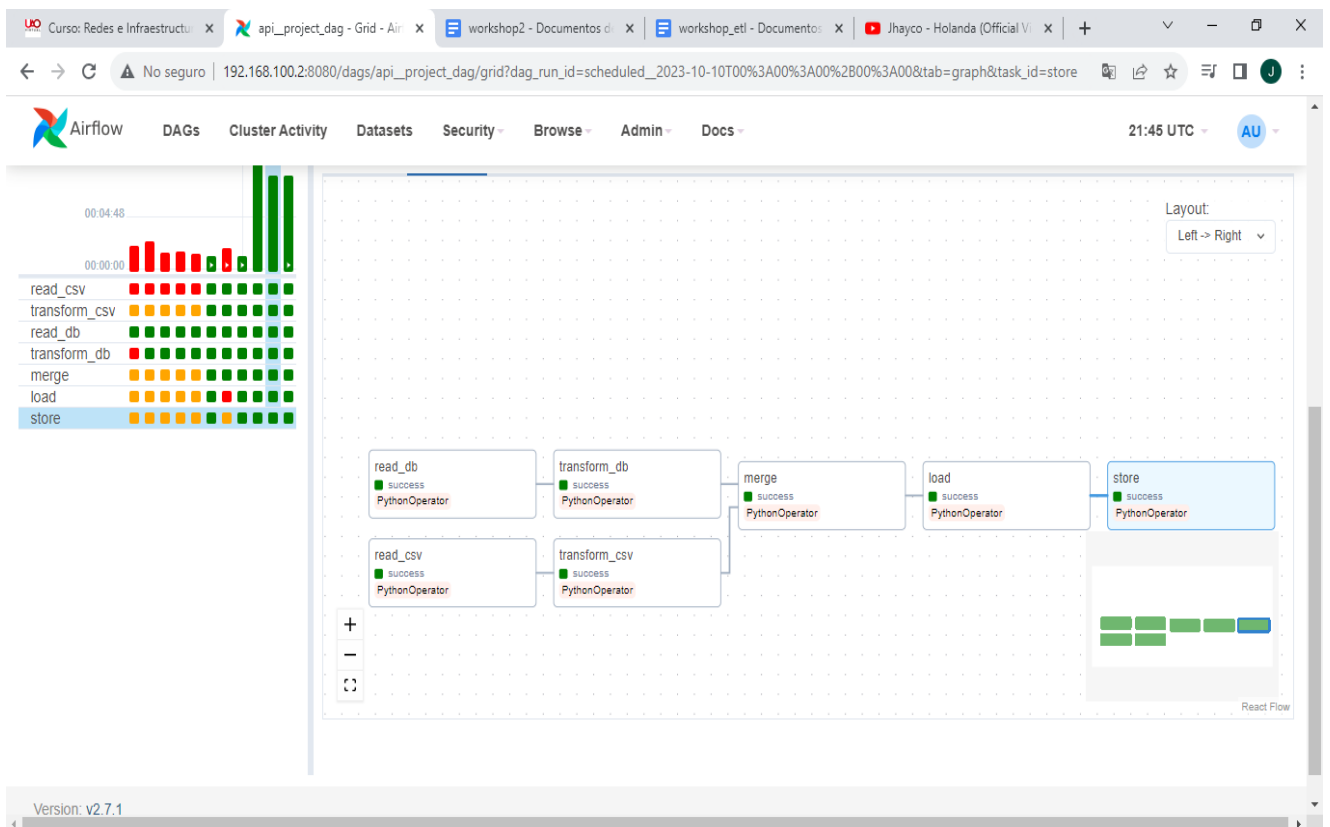 UAO Curso: Redes e Infraestructu
api__project_dag - Grid - Air
workshop2 - Documentos d
workshop_etl - Documentos
Jhayco - Holanda (Official Vi
No seguro 192.168.100.2:8080/dags/api__project_dag/grid?dag_run_id=scheduled__2023-10-10T00%3A00%3A00%2B00%3A00&tab=graph&task_id=store
J
Airflow DAGs Cluster Activity Datasets Security Browse Admin Docs 21:45 UTC AU
00:04:48
00:00:00
read_csv
transform_csv
read_db
transform_db
merge
load
store
Layout:
Left -> Right
read_db
success
PythonOperator
transform_db
success
PythonOperator
read_csv
success
PythonOperator
transform_csv
success
PythonOperator
merge
success
PythonOperator
load
success
PythonOperator
store
success
PythonOperator
React Flow
Version: v2.7.1